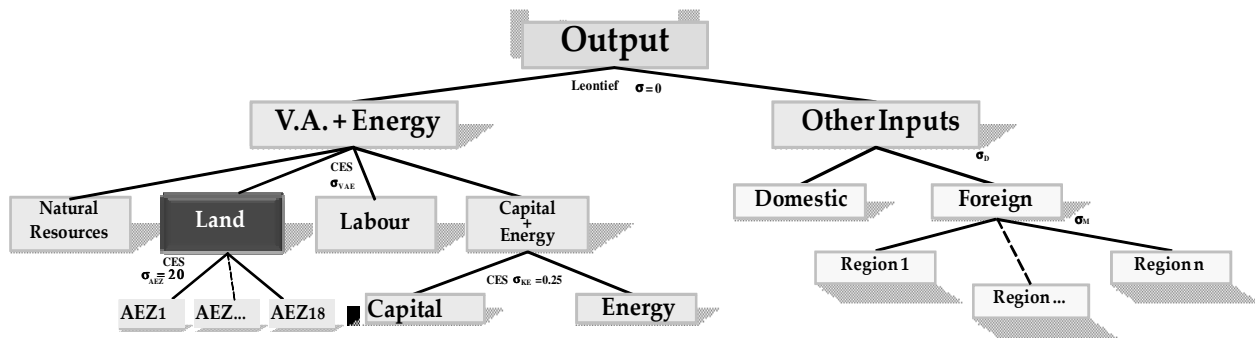 Output
Leontief σ=0
V.A. + Energy
Other Inputs
CES
σVAE
σD
Natural
Resources
Land
Labour
Capital
+
Energy
Domestic
Foreign
σM
CES
σAEZ = 20
CES σKE =0.25
Region 1
Region n
Region ...
AEZ1
AEZ...
AEZ18
Capital
Energy